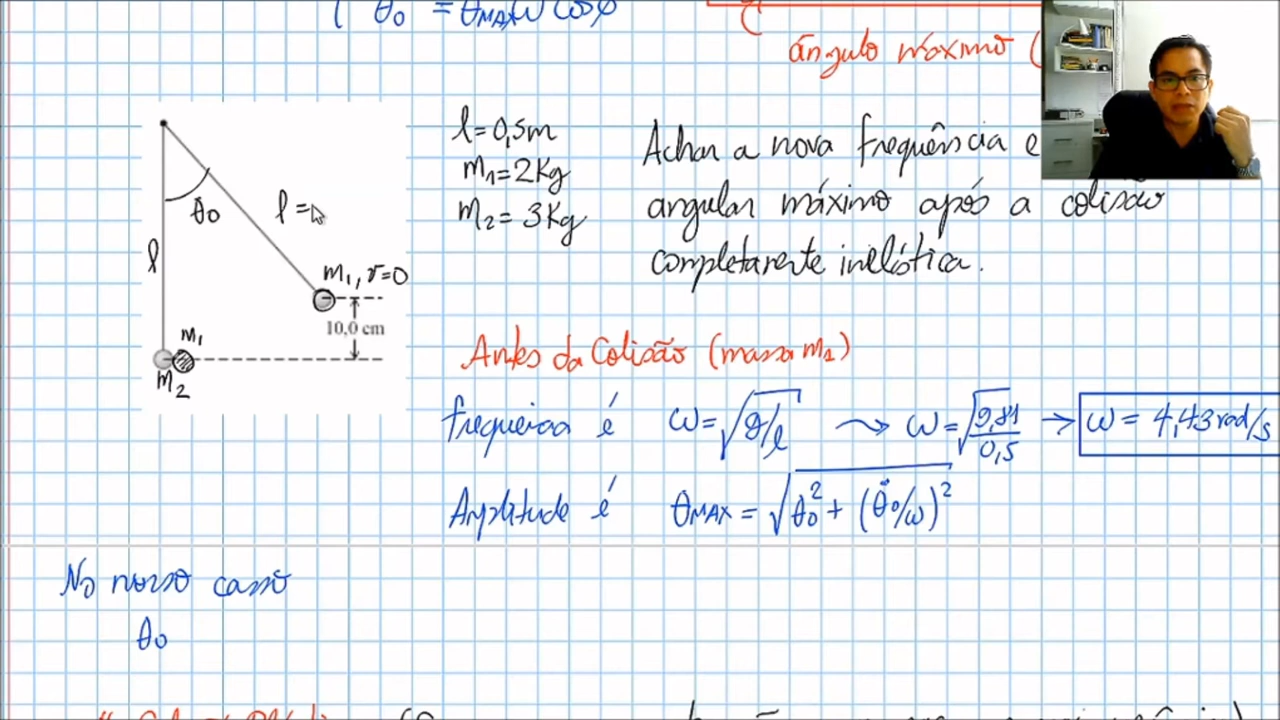 θ̇₀ = θMAX ω cos φ
ângulo máximo (
l = 0,5m
m₁ = 2Kg
m₂ = 3Kg
Achar a nova frequência e
angular máximo após a colisão
completamente inelástica.
θ₀
l =
l
m₁, v=0
10,0 cm
m₁
m₂
Antes da Colisão (massa m₁)
frequência é ω = √g/l ⇝ ω = √9,81/0,5 → ω = 4,43 rad/s
Amplitude é θMAX = √θ₀² + (θ̇₀/ω)²
No nosso caso
θ₀